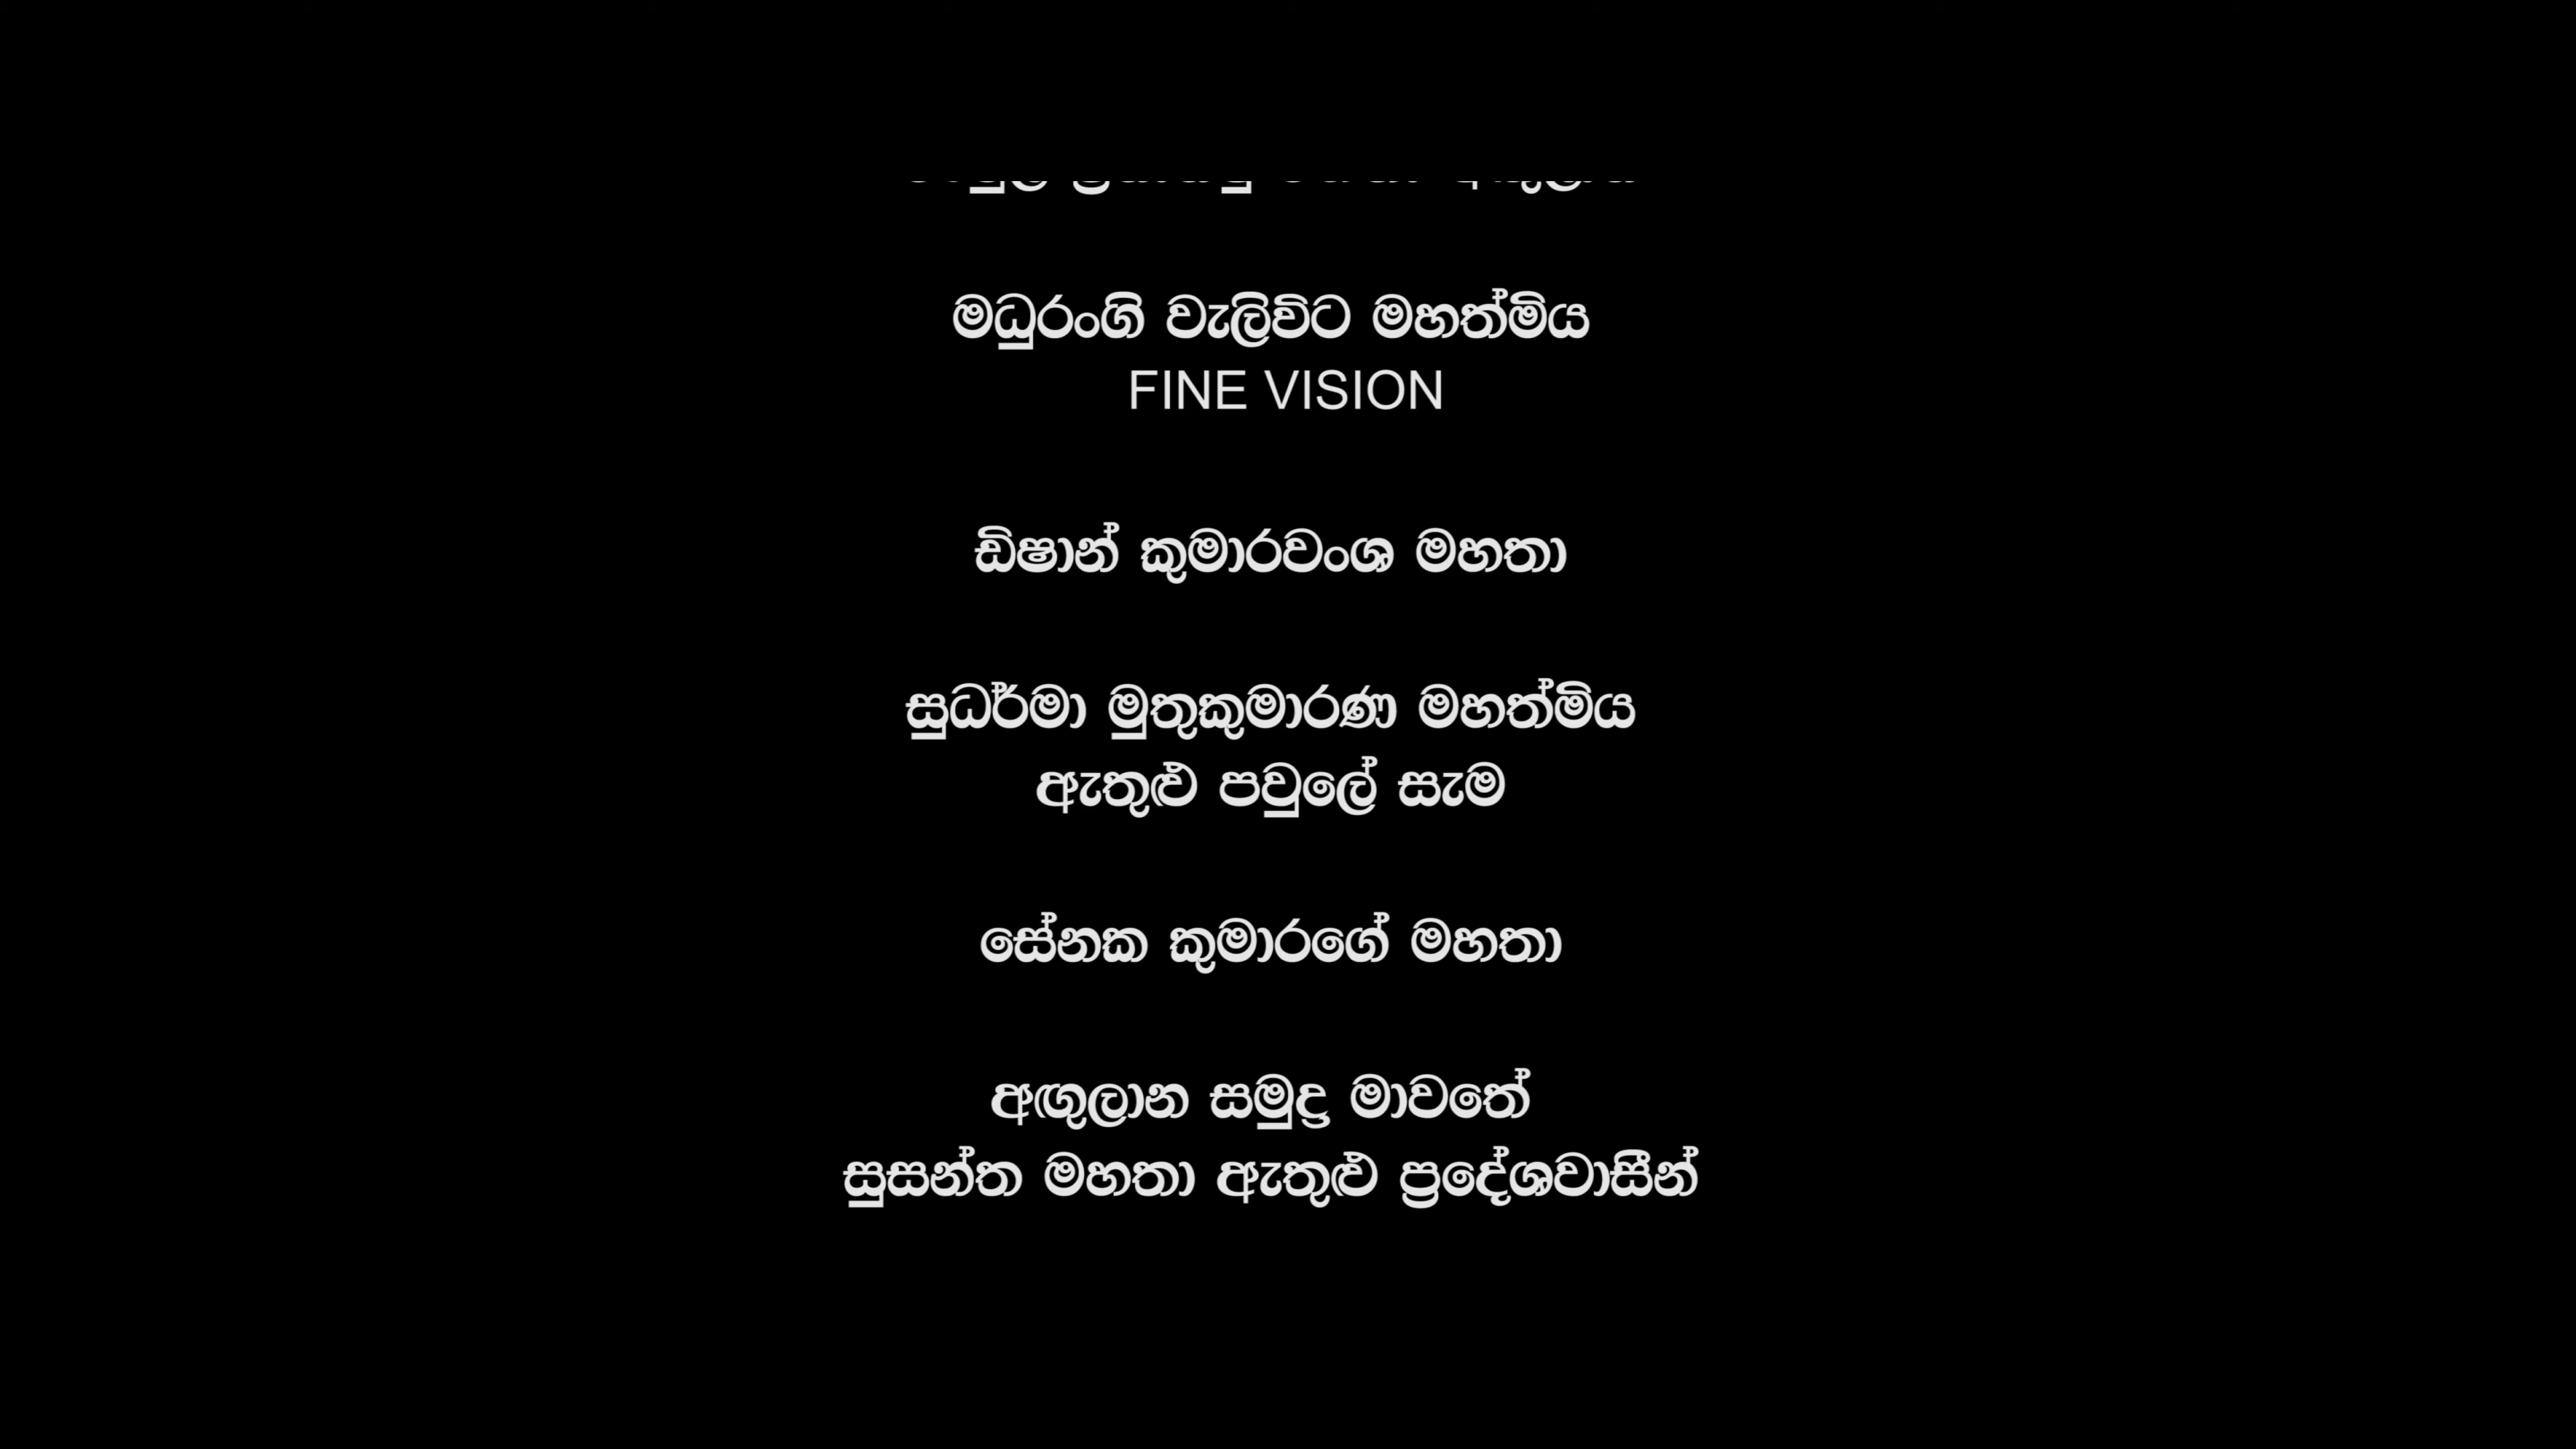 මධුරංගි වැලිවිට මහත්මිය
FINE VISION
ඩිෂාන් කුමාරවංශ මහතා
සුධර්මා මුතුකුමාරණ මහත්මිය
ඇතුළු පවුලේ සැම
සේනක කුමාරගේ මහතා
අඟුලාන සමුද්‍ර මාවතේ
සුසන්ත මහතා ඇතුළු ප්‍රදේශවාසීන්